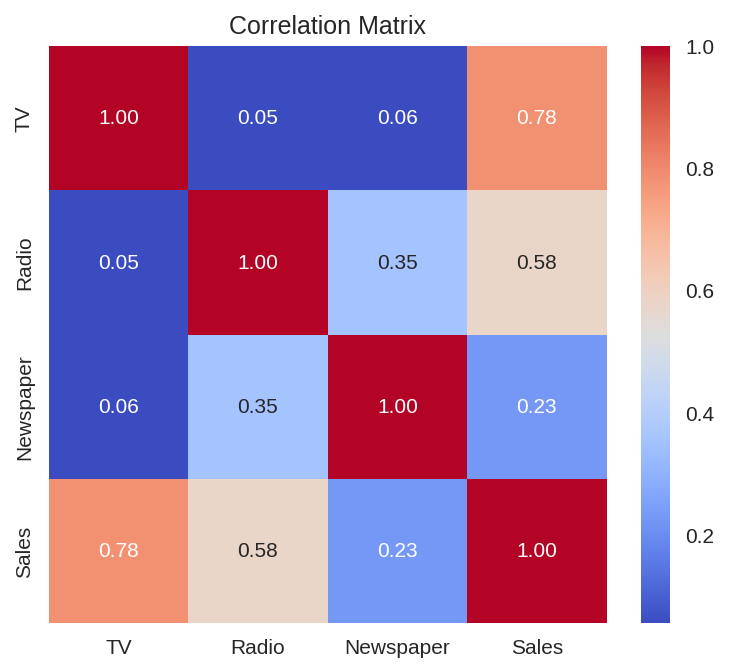 Correlation Matrix
TV 1.00 0.05 0.06 0.78
Radio 0.05 1.00 0.35 0.58
Newspaper 0.06 0.35 1.00 0.23
Sales 0.78 0.58 0.23 1.00
TV Radio Newspaper Sales
1.0
0.8
0.6
0.4
0.2